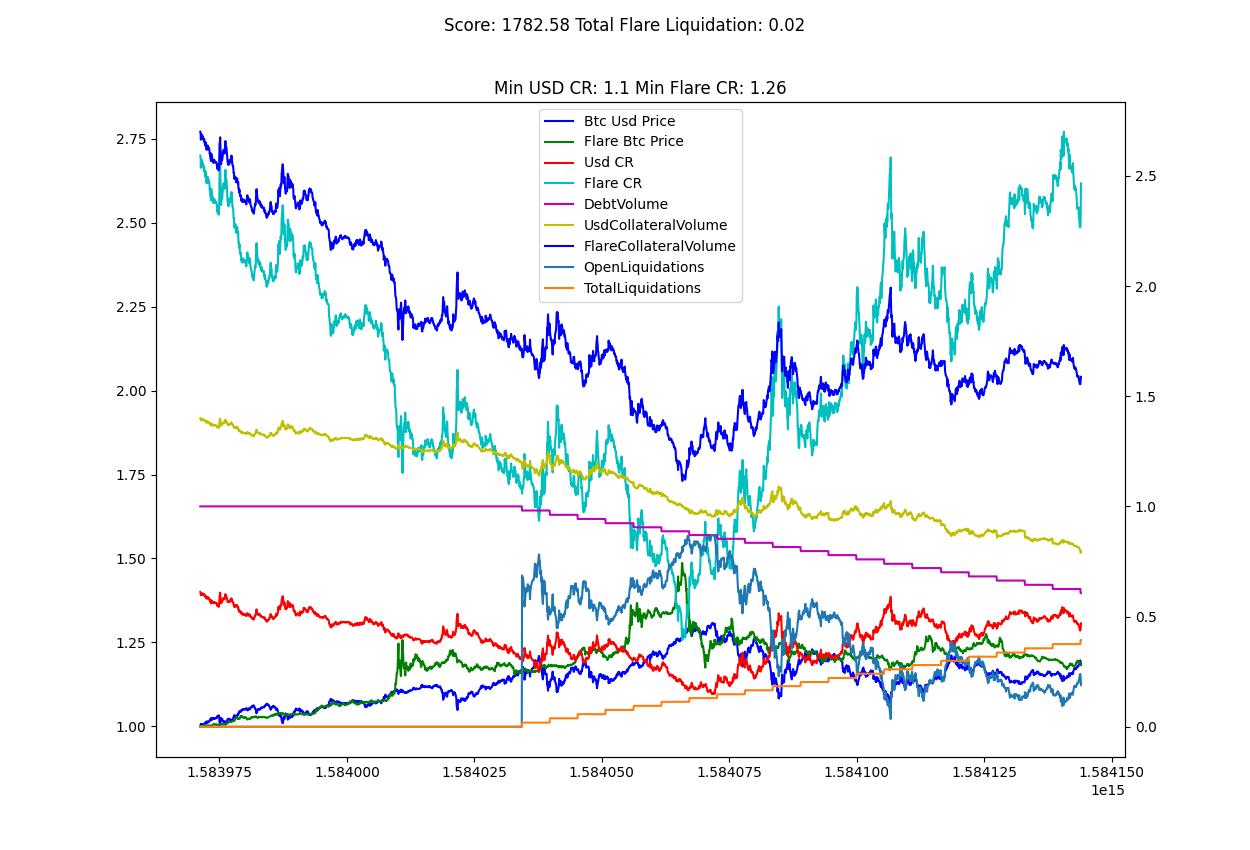 Score: 1782.58 Total Flare Liquidation: 0.02
Min USD CR: 1.1 Min Flare CR: 1.26
Btc Usd Price
Flare Btc Price
Usd CR
Flare CR
DebtVolume
UsdCollateralVolume
FlareCollateralVolume
OpenLiquidations
TotalLiquidations
2.75
2.50
2.25
2.00
1.75
1.50
1.25
1.00
2.5
2.0
1.5
1.0
0.5
0.0
1.583975 1.584000 1.584025 1.584050 1.584075 1.584100 1.584125 1.584150
1e15